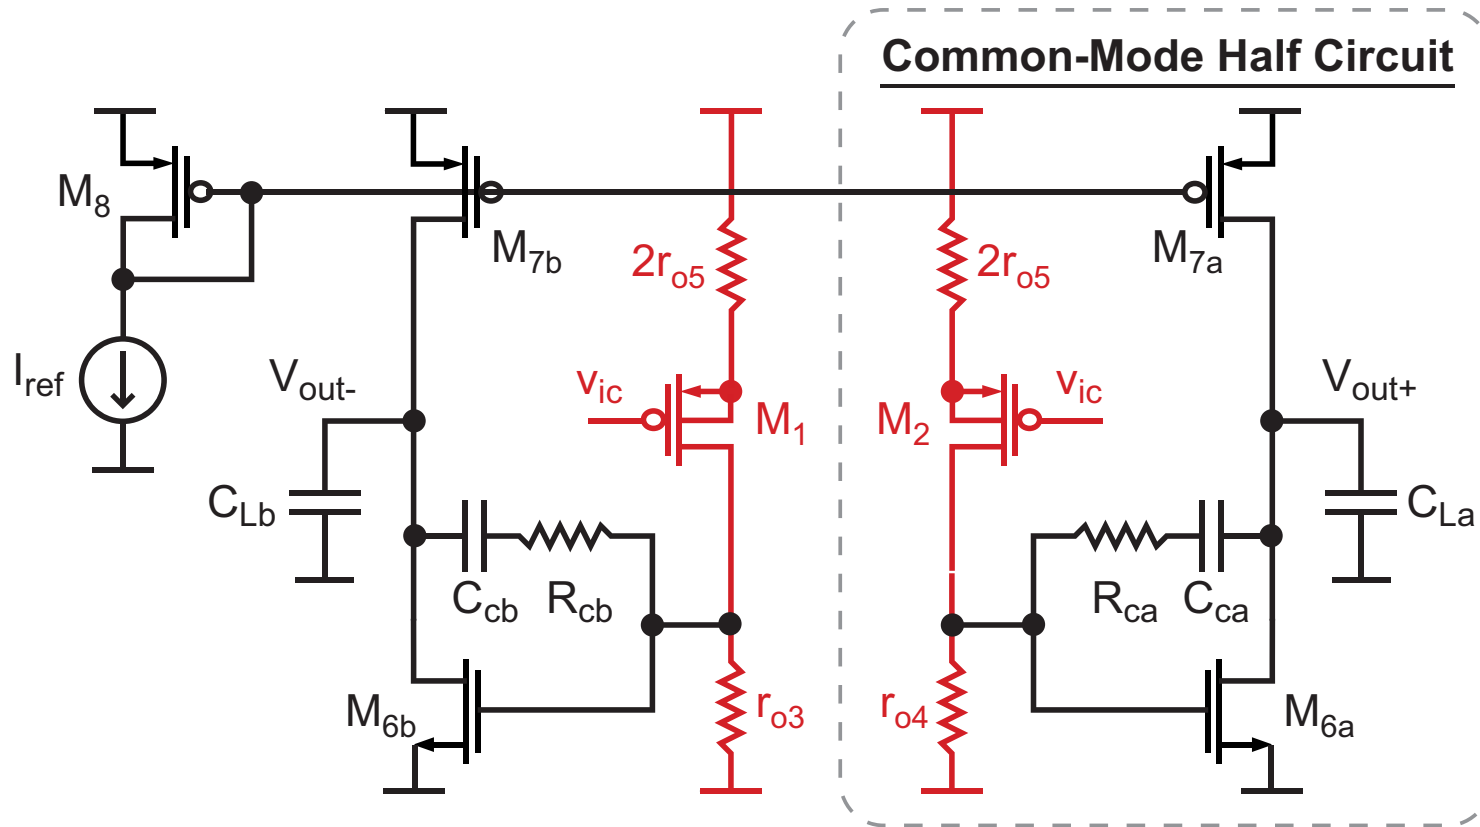 Common-Mode Half Circuit
M8
M7b
2ro5
2ro5
M7a
Iref
Vout-
vic
M1
M2
vic
Vout+
CLb
Ccb
Rcb
Rca
Cca
CLa
M6b
ro3
ro4
M6a